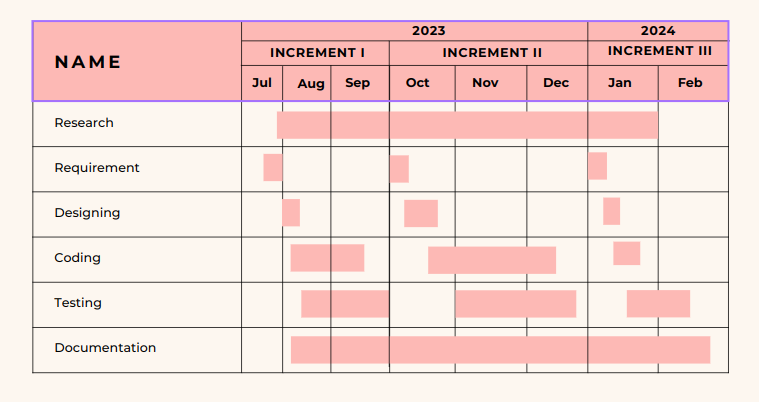 2023 2024
NAME
INCREMENT I INCREMENT II INCREMENT III
Jul Aug Sep Oct Nov Dec Jan Feb
Research
Requirement
Designing
Coding
Testing
Documentation